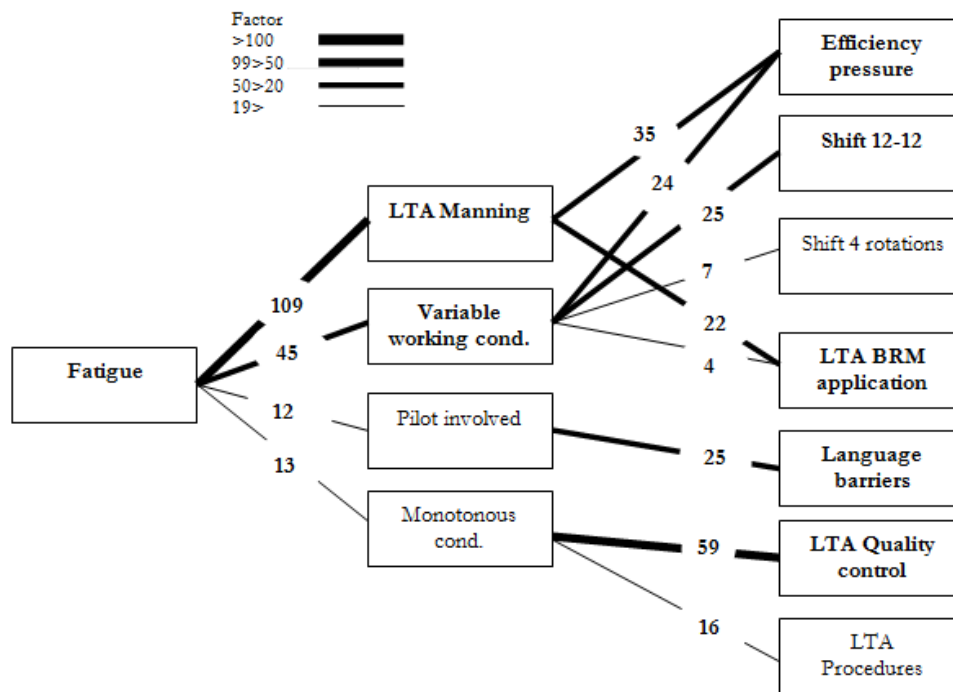 Factor
>100
99>50
50>20
19>
Efficiency
pressure
35
Shift 12-12
24
LTA Manning
25
Shift 4 rotations
7
109
Variable
working cond.
22
45
4
LTA BRM
application
Fatigue
12
Pilot involved
25
Language
barriers
13
Monotonous
cond.
59
LTA Quality
control
16
LTA
Procedures